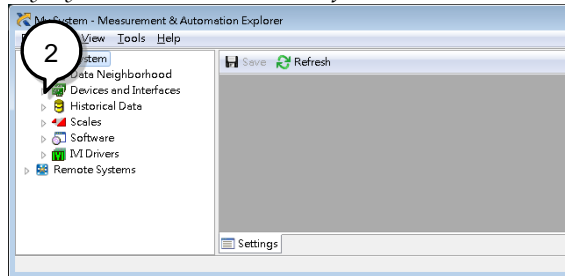 My System - Measurement & Automation Explorer
View Tools Help
2
Save Refresh
Data Neighborhood
Devices and Interfaces
Historical Data
Scales
Software
IVI Drivers
Remote Systems
Settings